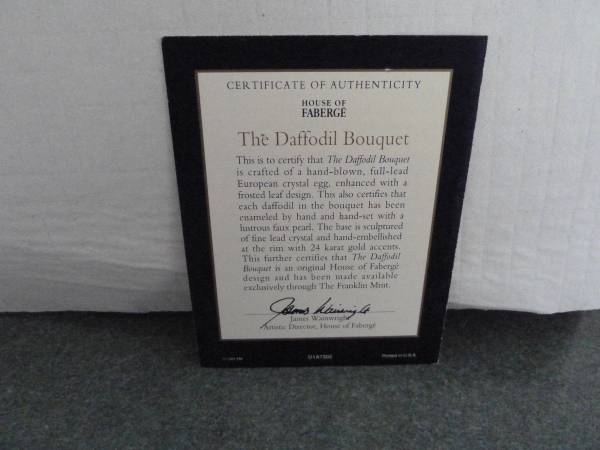 CERTIFICATE OF AUTHENTICITY
HOUSE OF
FABERGÉ
The Daffodil Bouquet
This is to certify that The Daffodil Bouquet
is crafted of a hand-blown, full-lead
European crystal egg, enhanced with a
frosted leaf design. This also certifies that
each daffodil in the bouquet has been
enameled by hand and hand-set with a
lustrous faux pearl. The base is sculptured
of fine lead crystal and hand-embellished
at the rim with 24 karat gold accents.
This further certifies that The Daffodil
Bouquet is an original House of Fabergé
design and has been made available
exclusively through The Franklin Mint.
James Wainwright
James Wainwright
Artistic Director, House of Fabergé
Printed in U.S.A.